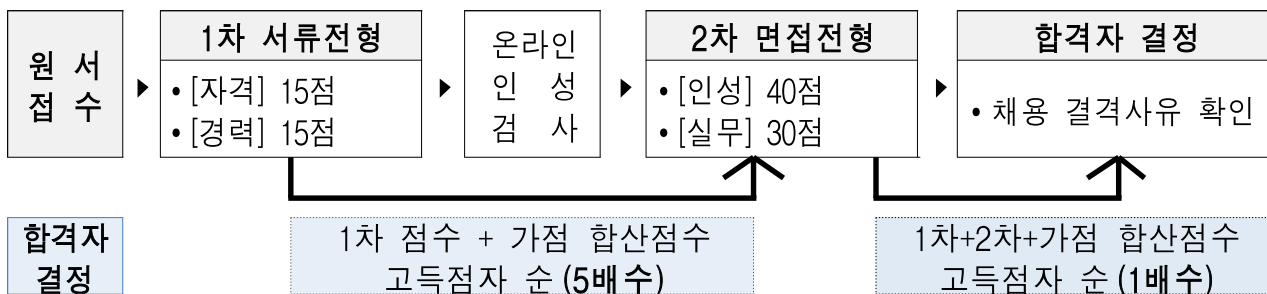 원 서
접 수
1차 서류전형
• [자격] 15점
• [경력] 15점
온라인
인 성
검 사
2차 면접전형
• [인성] 40점
• [실무] 30점
합격자 결정
• 채용 결격사유 확인
합격자
결정
1차 점수 + 가점 합산점수
고득점자 순 (5배수)
1차+2차+가점 합산점수
고득점자 순 (1배수)